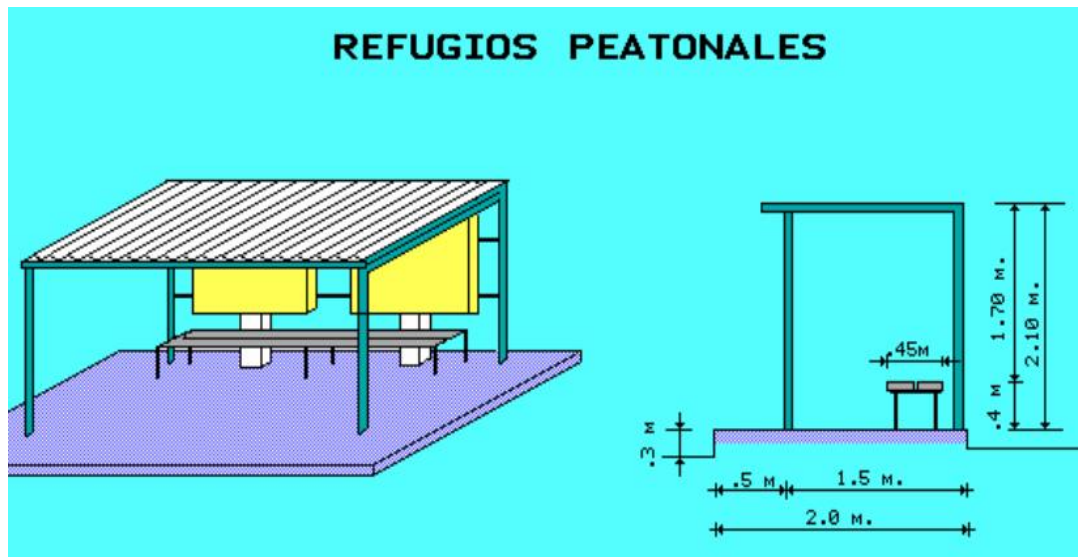 REFUGIOS PEATONALES
1.70 м.
2.10 м.
.45м
.4 м
.3 м
.5 м
1.5 м.
2.0 м.